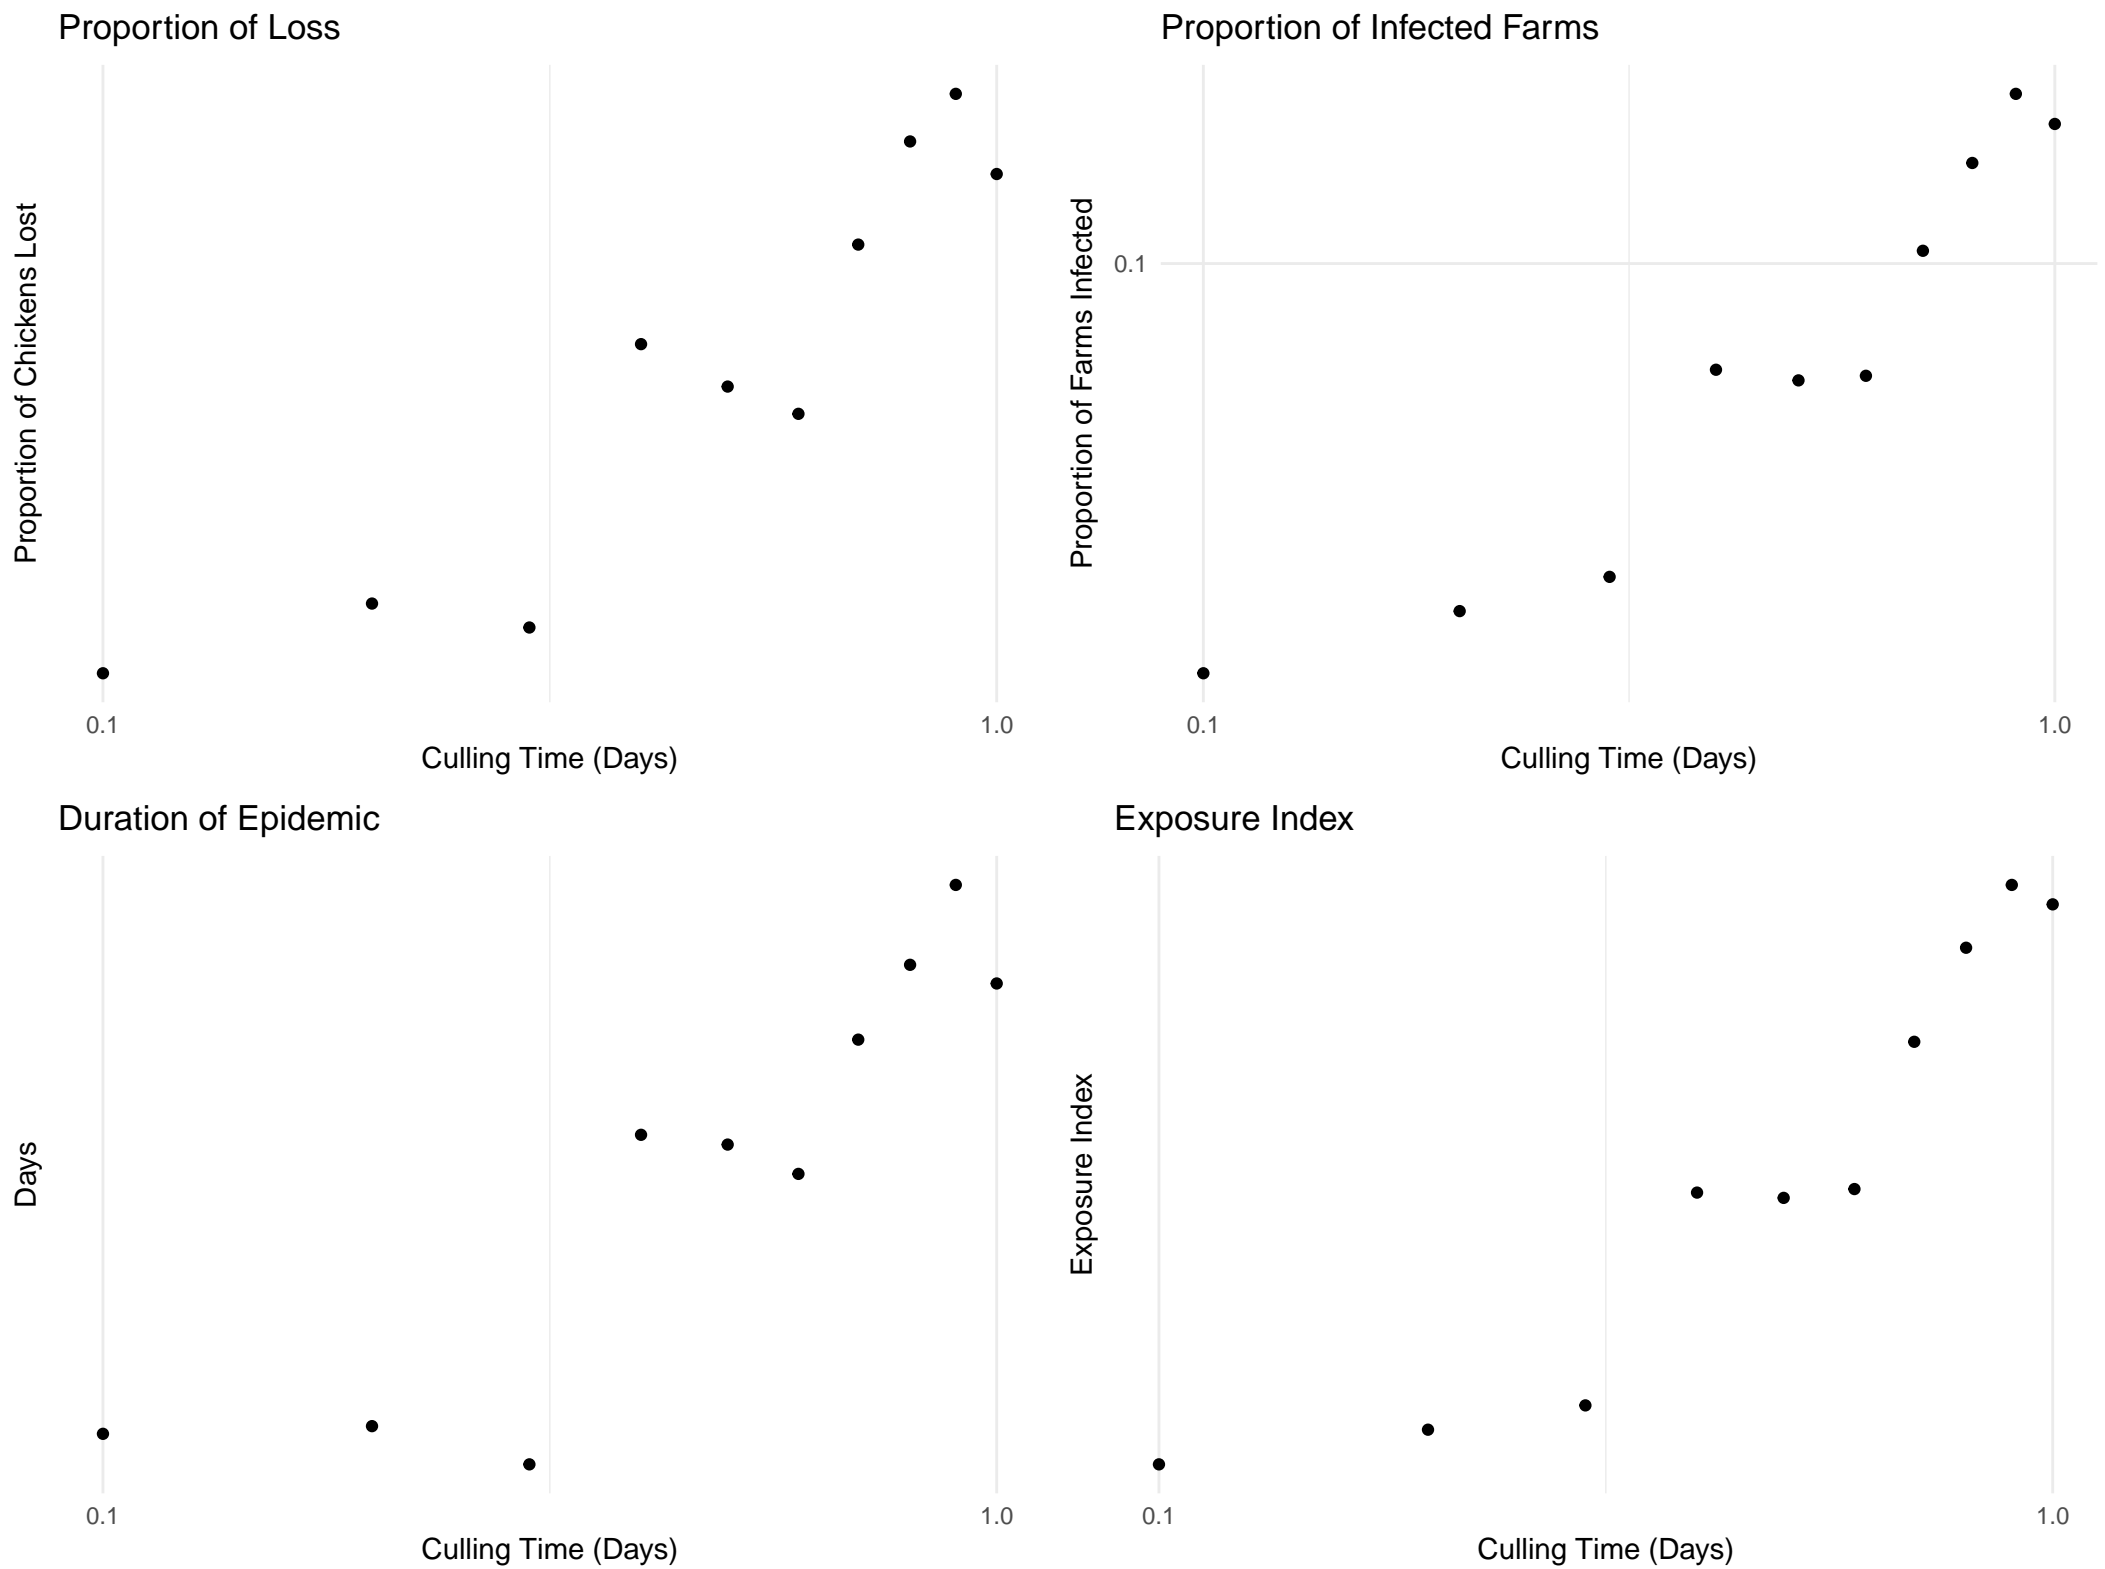 Proportion of Loss
Proportion of Chickens Lost
0.1
1.0
Culling Time (Days)
Proportion of Infected Farms
Proportion of Farms Infected
0.1
0.1
1.0
Culling Time (Days)
Duration of Epidemic
Days
0.1
1.0
Culling Time (Days)
Exposure Index
Exposure Index
0.1
1.0
Culling Time (Days)